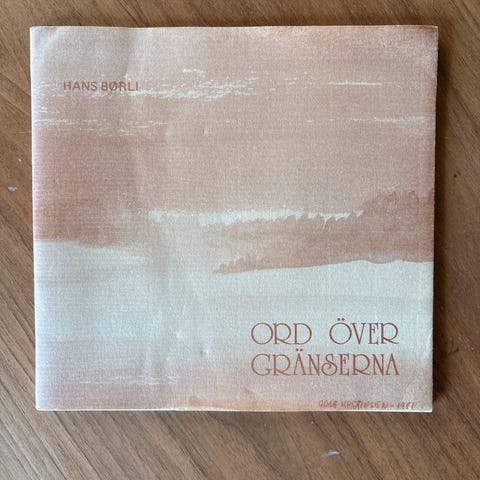 HANS BØRLI
ORD ÖVER
GRÄNSERNA